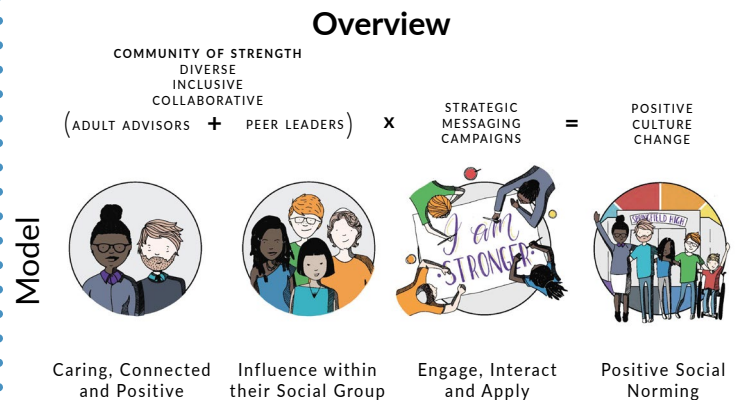 Overview
COMMUNITY OF STRENGTH
DIVERSE
INCLUSIVE
COLLABORATIVE
(ADULT ADVISORS + PEER LEADERS) x
STRATEGIC
MESSAGING
CAMPAIGNS
=
POSITIVE
CULTURE
CHANGE
Model
I am
STRONGER
SPRINGFIELD HIGH
Caring, Connected
and Positive
Influence within
their Social Group
Engage, Interact
and Apply
Positive Social
Norming